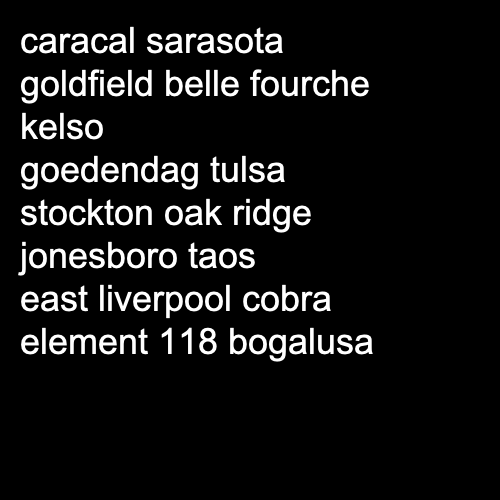 caracal sarasota
goldfield belle fourche
kelso
goedendag tulsa
stockton oak ridge
jonesboro taos
east liverpool cobra
element 118 bogalusa